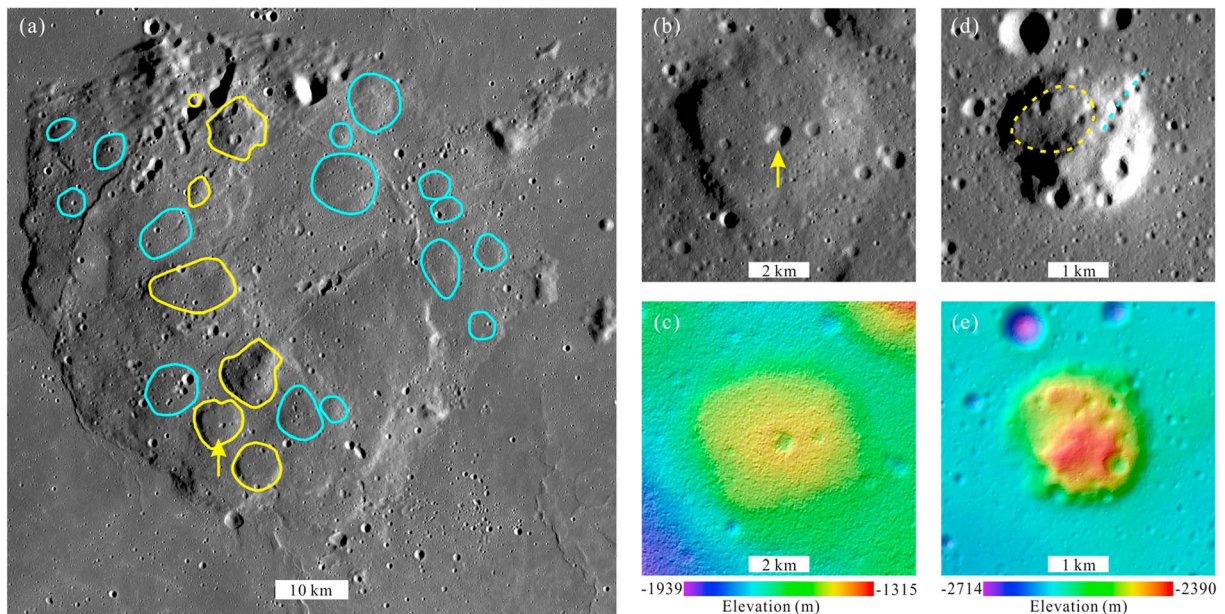 (a)
(b)
(d)
2 km
1 km
(c)
(e)
10 km
2 km
1 km
-1939
-1315
-2714
-2390
Elevation (m)
Elevation (m)